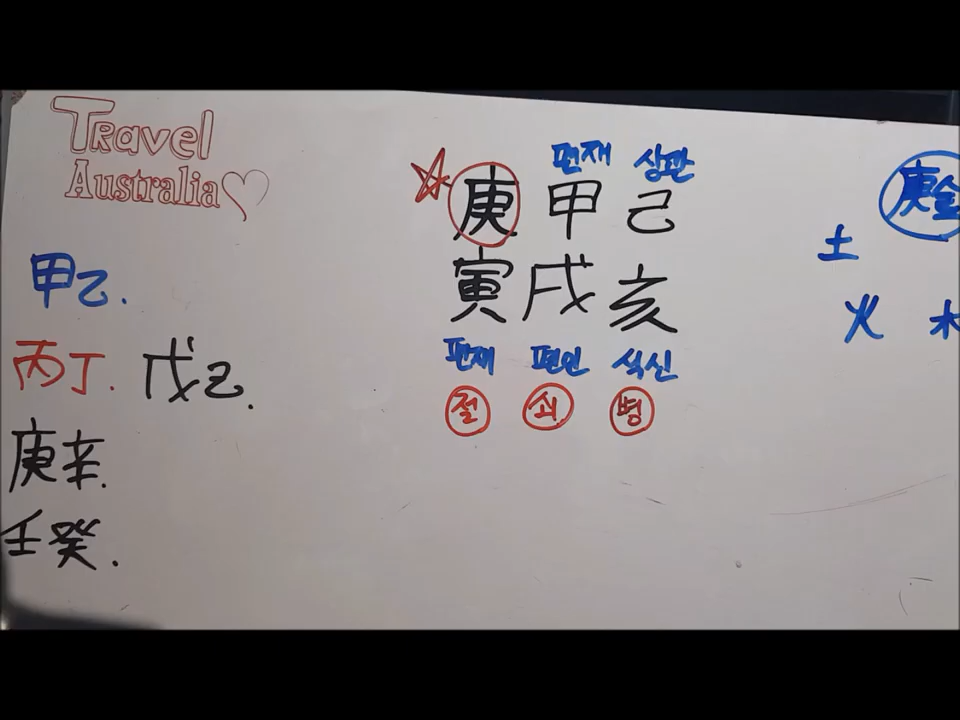 Travel
Australia
甲乙.
丙丁. 戊己.
庚辛.
壬癸.
편재 상관
庚 甲 己
寅 戌 亥
편재 편인 식신
절 쇠 병
庚金
土
火 木